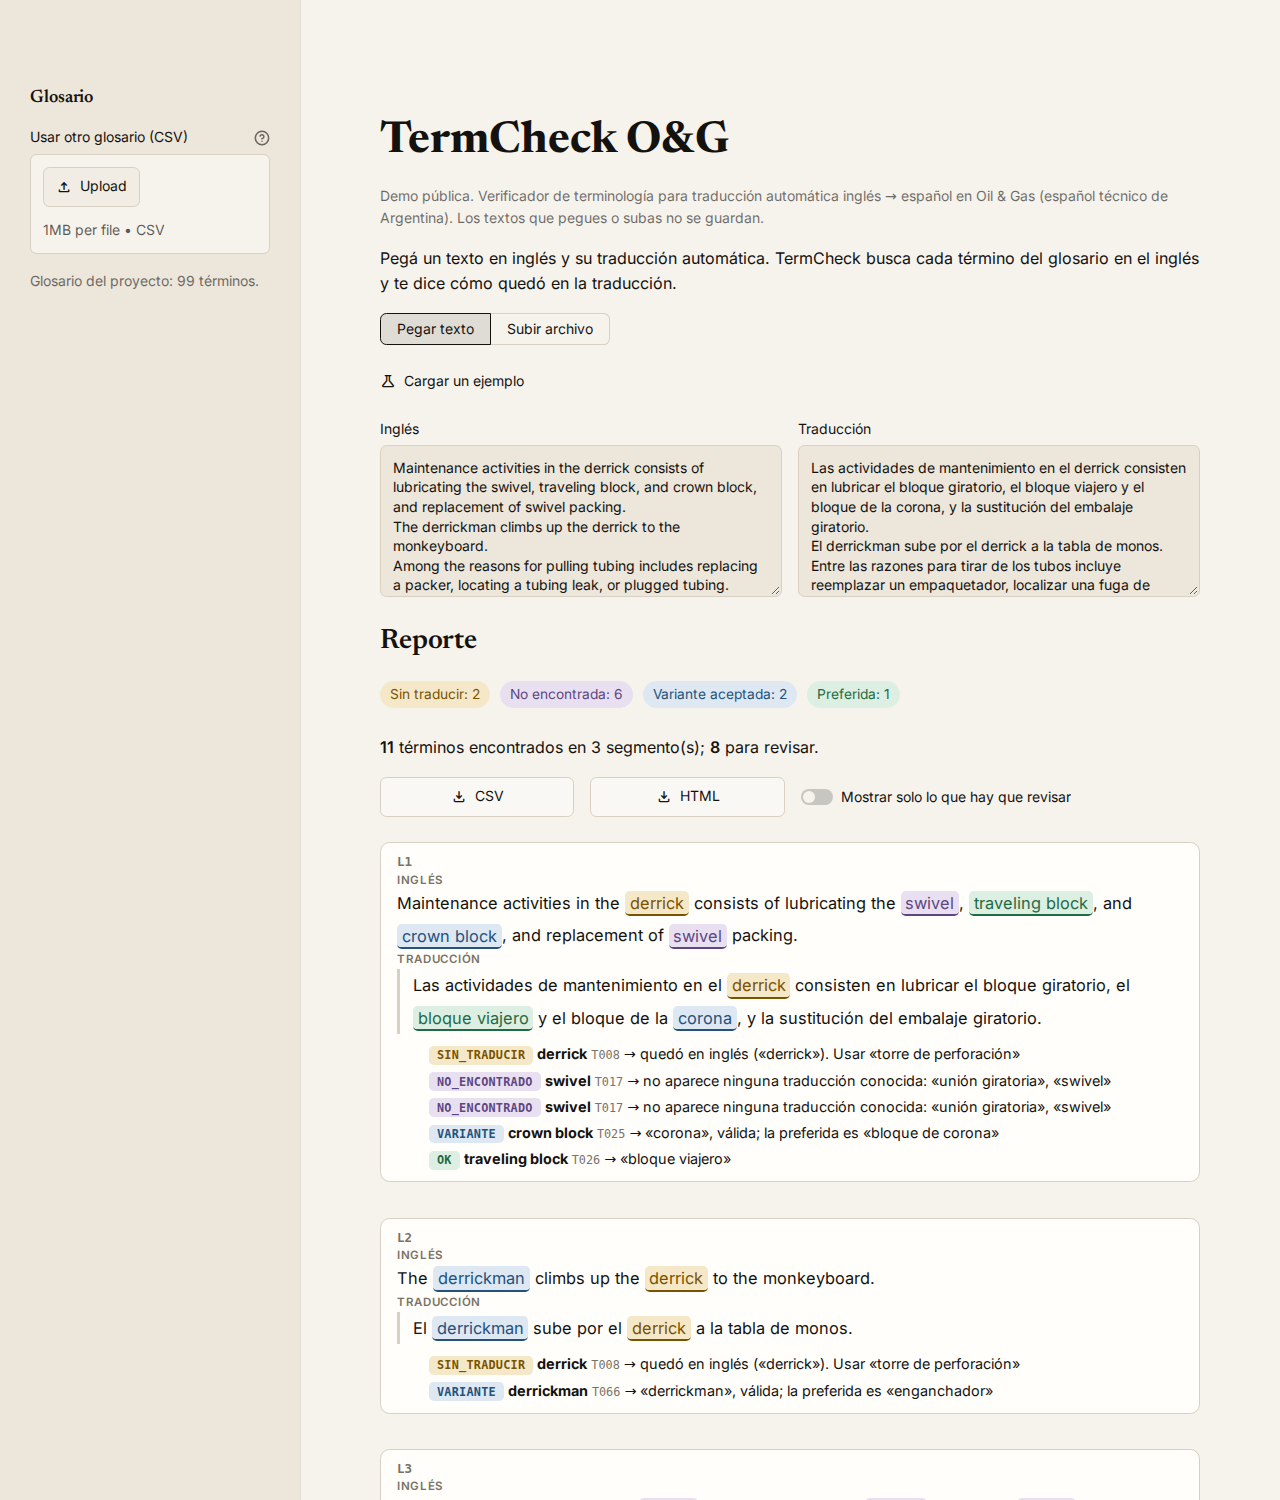 Glosario
Usar otro glosario (CSV)
Upload
1MB per file • CSV
Glosario del proyecto: 99 términos.
TermCheck O&G
Demo pública. Verificador de terminología para traducción automática inglés → español en Oil & Gas (español técnico de
Argentina). Los textos que pegues o subas no se guardan.
Pegá un texto en inglés y su traducción automática. TermCheck busca cada término del glosario en el inglés
y te dice cómo quedó en la traducción.
Pegar texto
Subir archivo
Cargar un ejemplo
Inglés
Maintenance activities in the derrick consists of
lubricating the swivel, traveling block, and crown block,
and replacement of swivel packing.
The derrickman climbs up the derrick to the
monkeyboard.
Among the reasons for pulling tubing includes replacing
a packer, locating a tubing leak, or plugged tubing.
Traducción
Las actividades de mantenimiento en el derrick consisten
en lubricar el bloque giratorio, el bloque viajero y el
bloque de la corona, y la sustitución del embalaje
giratorio.
El derrickman sube por el derrick a la tabla de monos.
Entre las razones para tirar de los tubos incluye
reemplazar un empaquetador, localizar una fuga de
Reporte
Sin traducir: 2
No encontrada: 6
Variante aceptada: 2
Preferida: 1
11 términos encontrados en 3 segmento(s); 8 para revisar.
CSV
HTML
Mostrar solo lo que hay que revisar
L1
INGLÉS
Maintenance activities in the derrick consists of lubricating the swivel, traveling block, and
crown block, and replacement of swivel packing.
TRADUCCIÓN
Las actividades de mantenimiento en el derrick consisten en lubricar el bloque giratorio, el
bloque viajero y el bloque de la corona, y la sustitución del embalaje giratorio.
SIN_TRADUCIR derrick T008 → quedó en inglés («derrick»). Usar «torre de perforación»
NO_ENCONTRADO swivel T017 → no aparece ninguna traducción conocida: «unión giratoria», «swivel»
NO_ENCONTRADO swivel T017 → no aparece ninguna traducción conocida: «unión giratoria», «swivel»
VARIANTE crown block T025 → «corona», válida; la preferida es «bloque de corona»
OK traveling block T026 → «bloque viajero»
L2
INGLÉS
The derrickman climbs up the derrick to the monkeyboard.
TRADUCCIÓN
El derrickman sube por el derrick a la tabla de monos.
SIN_TRADUCIR derrick T008 → quedó en inglés («derrick»). Usar «torre de perforación»
VARIANTE derrickman T066 → «derrickman», válida; la preferida es «enganchador»
L3
INGLÉS